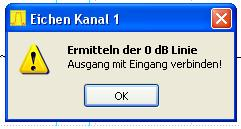 Eichen Kanal 1
Ermitteln der 0 dB Linie
Ausgang mit Eingang verbinden!
OK